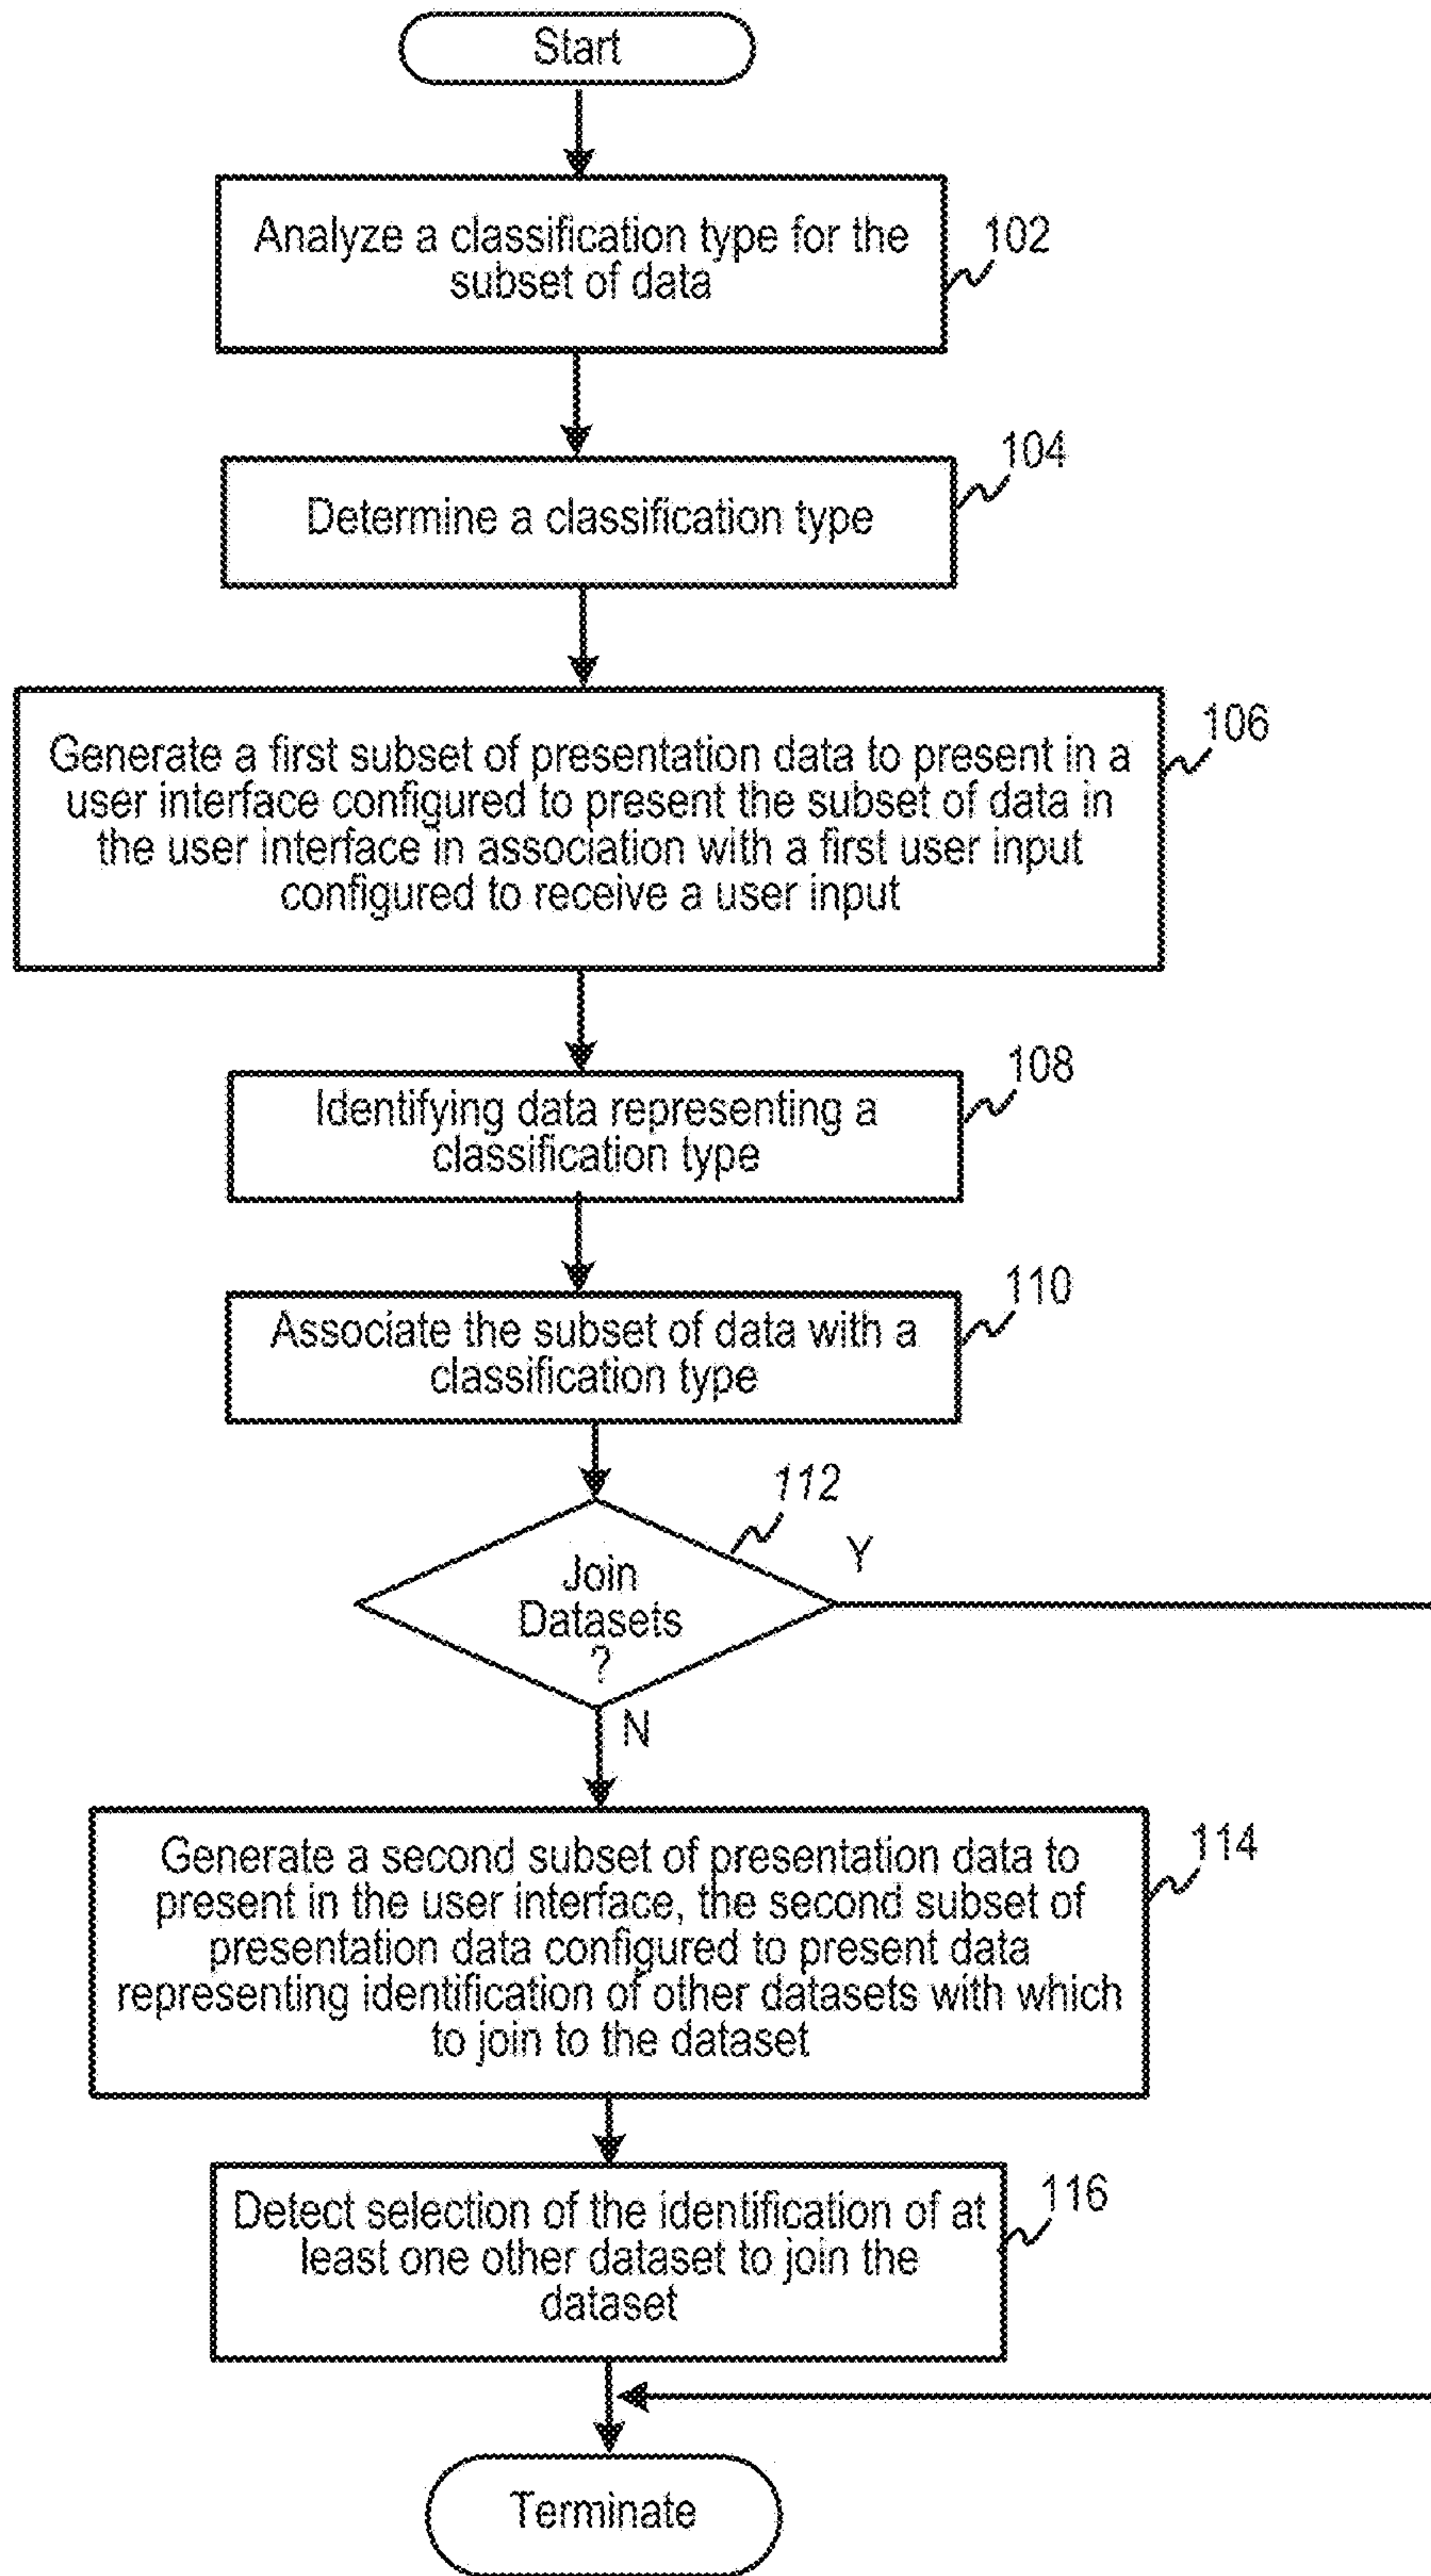 Start
Analyze a classification type for the
subset of data
102
Determine a classification type
104
Generate a first subset of presentation data to present in a
user interface configured to present the subset of data in
the user interface in association with a first user input
configured to receive a user input
106
Identifying data representing a
classification type
108
Associate the subset of data with a
classification type
110
Join
Datasets
?
112
Y
N
Generate a second subset of presentation data to
present in the user interface, the second subset of
presentation data configured to present data
representing identification of other datasets with which
to join to the dataset
114
Detect selection of the identification of at
least one other dataset to join the
dataset
116
Terminate